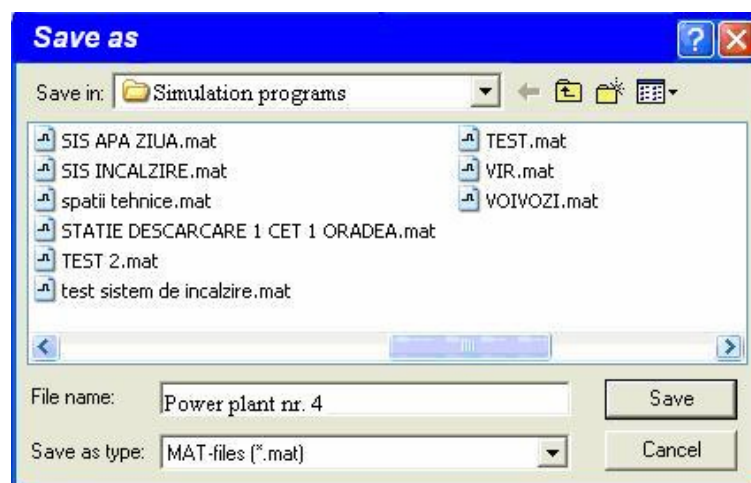 Save as
Save in: Simulation programs
SIS APA ZIUA.mat
SIS INCALZIRE.mat
spatii tehnice.mat
STATIE DESCARCARE 1 CET 1 ORADEA.mat
TEST 2.mat
test sistem de incalzire.mat
TEST.mat
VIR.mat
VOIVOZI.mat
File name: Power plant nr. 4 Save
Save as type: MAT-files (*.mat) Cancel